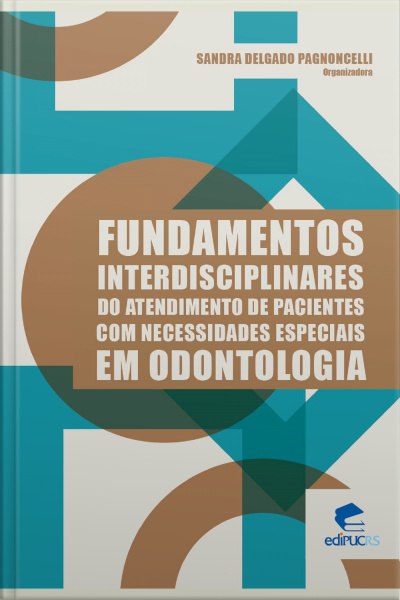 SANDRA DELGADO PAGNONCELLI
Organizadora
FUNDAMENTOS
INTERDISCIPLINARES
DO ATENDIMENTO DE PACIENTES
COM NECESSIDADES ESPECIAIS
EM ODONTOLOGIA
ediPUCRS